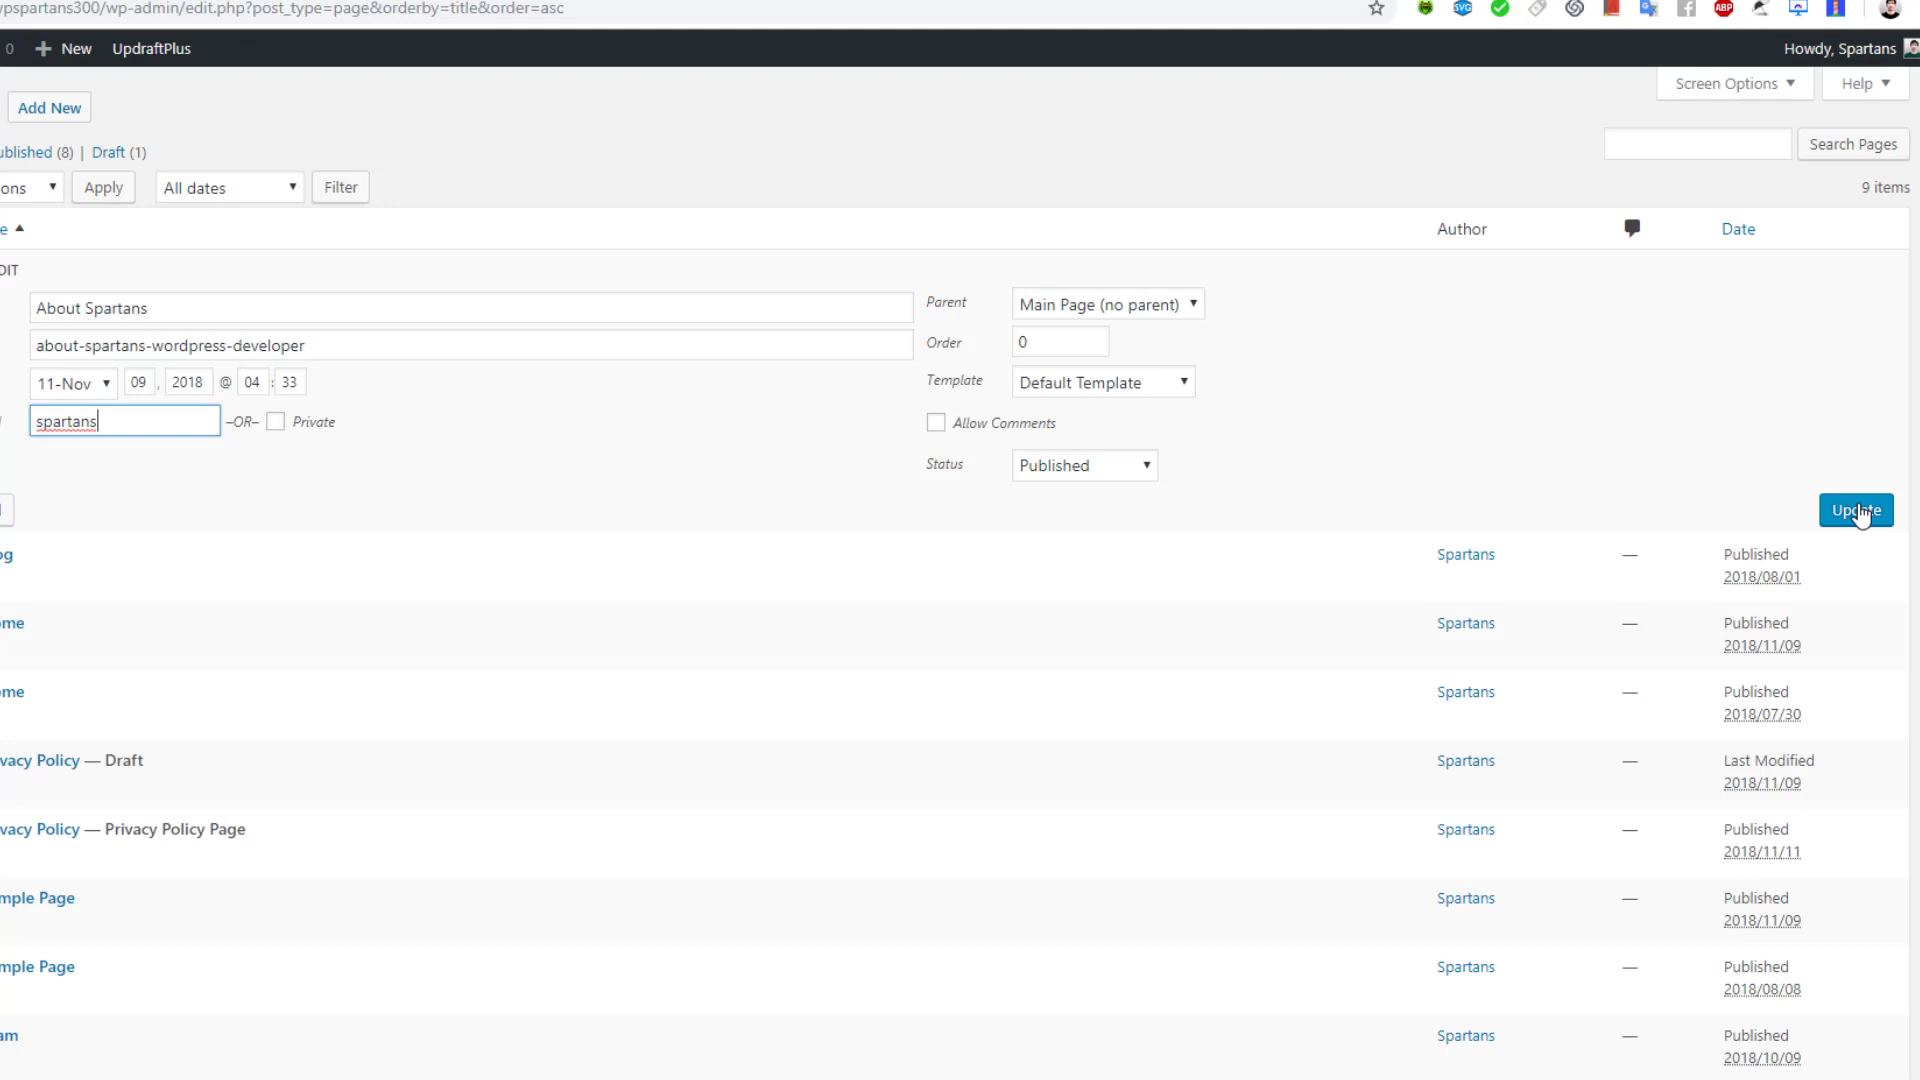 wpspartans300/wp-admin/edit.php?post_type=page&orderby=title&order=asc
0 New UpdraftPlus Howdy, Spartans
Screen Options Help
Add New
ublished (8) | Draft (1)
Search Pages
ons Apply All dates Filter 9 items
e Author Date
DIT
About Spartans Parent Main Page (no parent)
about-spartans-wordpress-developer Order 0
11-Nov 09 , 2018 @ 04 : 33 Template Default Template
spartans –OR– Private Allow Comments
Status Published
Update
og Spartans — Published
2018/08/01
ome Spartans — Published
2018/11/09
ome Spartans — Published
2018/07/30
vacy Policy — Draft Spartans — Last Modified
2018/11/09
vacy Policy — Privacy Policy Page Spartans — Published
2018/11/11
mple Page Spartans — Published
2018/11/09
mple Page Spartans — Published
2018/08/08
am Spartans — Published
2018/10/09